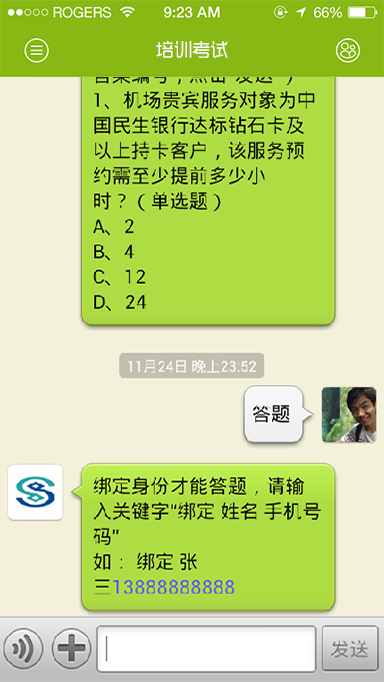 ROGERS 9:23 AM 66%
培训考试
答案编号，点击"发送"）
1、机场贵宾服务对象为中
国民生银行达标钻石卡及
以上持卡客户，该服务预
约需至少提前多少小
时？（单选题）
A、2
B、4
C、12
D、24
11月24日 晚上23:52
答题
绑定身份才能答题，请输
入关键字"绑定 姓名 手机号
码"
如： 绑定 张
三13888888888
发送